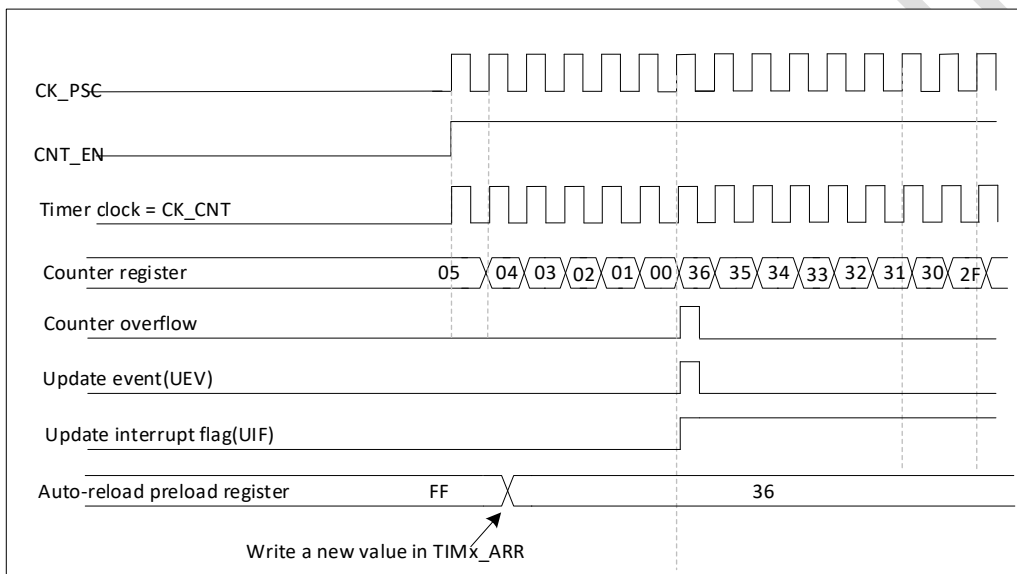 CK_PSC
CNT_EN
Timer clock = CK_CNT
Counter register 05 04 03 02 01 00 36 35 34 33 32 31 30 2F
Counter overflow
Update event(UEV)
Update interrupt flag(UIF)
Auto-reload preload register FF 36
Write a new value in TIMx_ARR